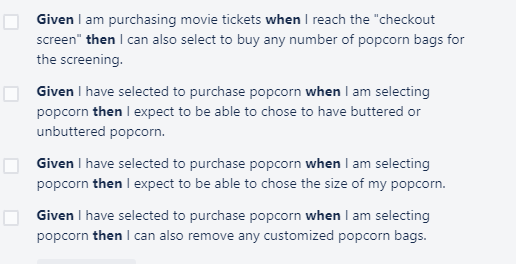 Given I am purchasing movie tickets when I reach the "checkout
screen" then I can also select to buy any number of popcorn bags for
the screening.
Given I have selected to purchase popcorn when I am selecting
popcorn then I expect to be able to chose to have buttered or
unbuttered popcorn.
Given I have selected to purchase popcorn when I am selecting
popcorn then I expect to be able to chose the size of my popcorn.
Given I have selected to purchase popcorn when I am selecting
popcorn then I can also remove any customized popcorn bags.